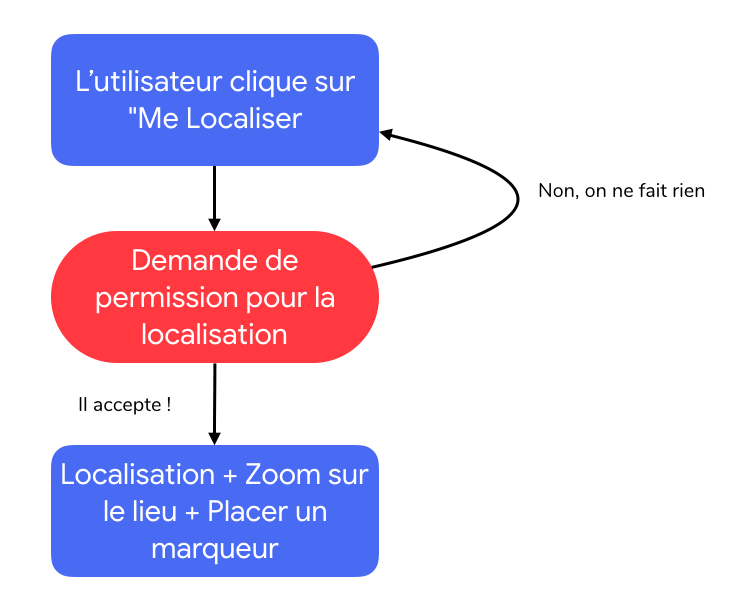 L’utilisateur clique sur
"Me Localiser
Non, on ne fait rien
Demande de
permission pour la
localisation
Il accepte !
Localisation + Zoom sur
le lieu + Placer un
marqueur